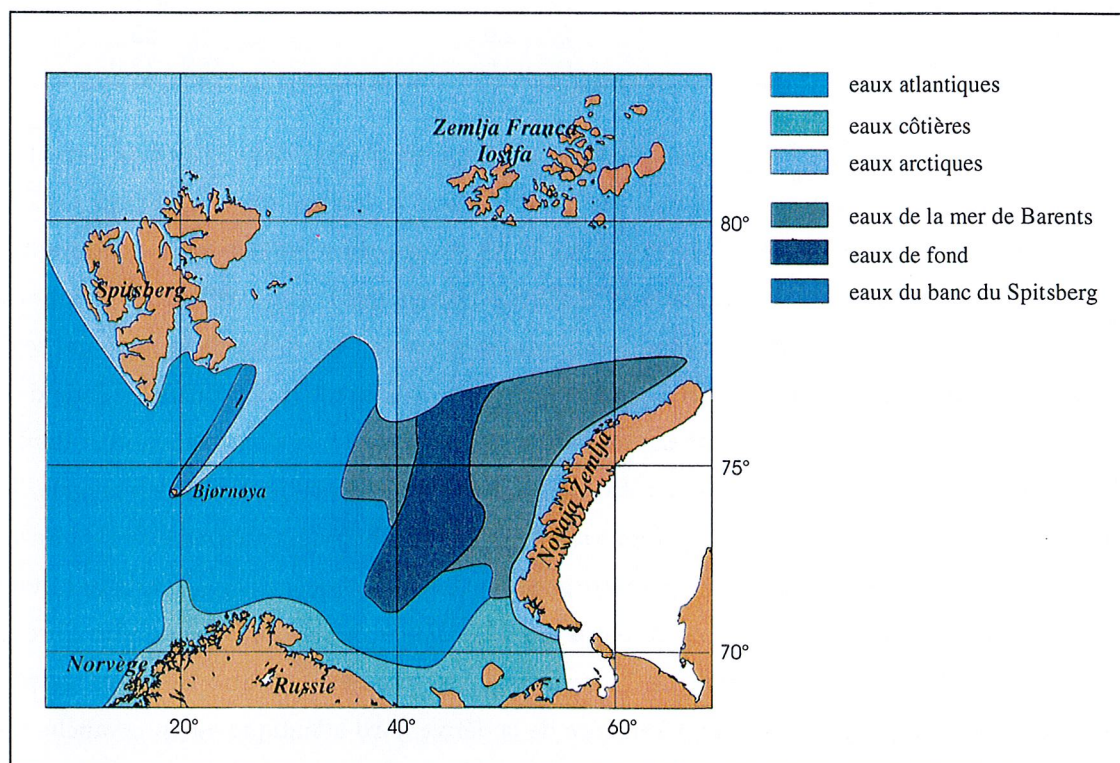 eaux atlantiques
eaux côtières
eaux arctiques
eaux de la mer de Barents
eaux de fond
eaux du banc du Spitsberg
Zemlja Franca
Iosifa
Spitsberg
Bjørnøya
Novaja Zemlja
Norvège
Russie
80°
75°
70°
20°
40°
60°